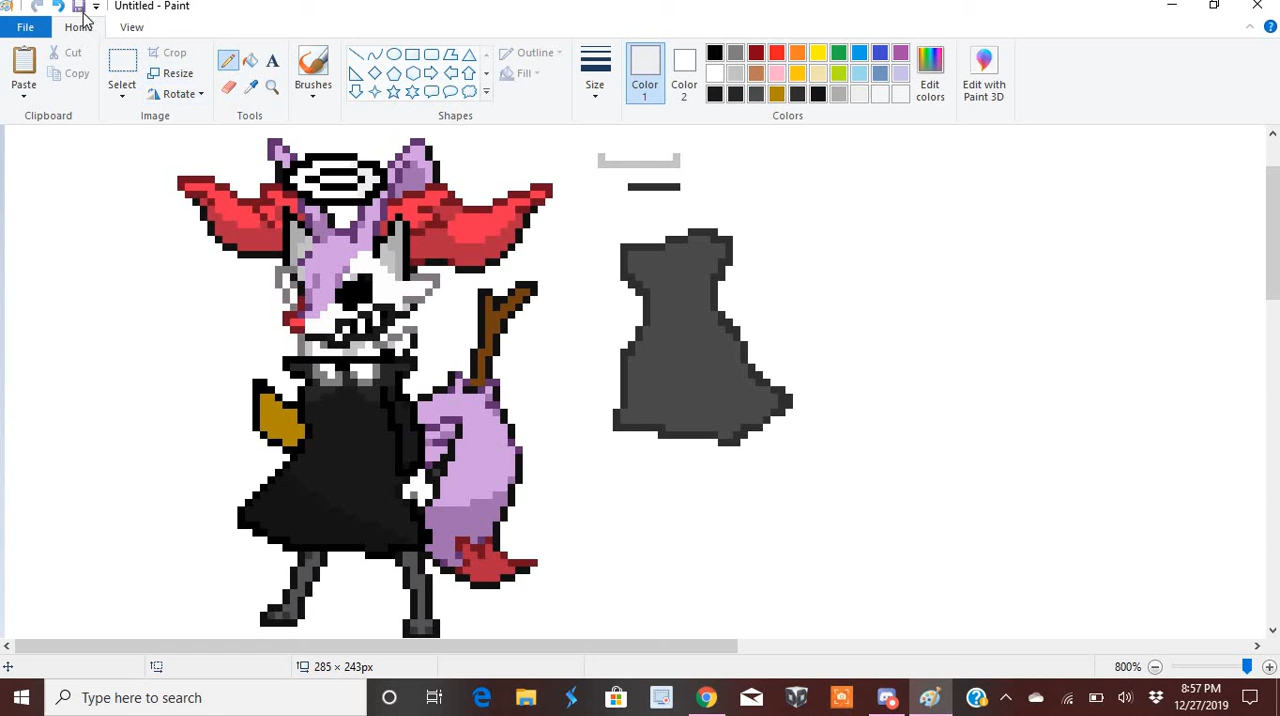 Untitled - Paint
File
Home
View
Paste
Cut
Copy
Clipboard
Select
Crop
Resize
Rotate
Image
A
Tools
Brushes
Outline
Fill
Shapes
Size
Color 1
Color 2
Edit colors
Edit with Paint 3D
Colors
285 × 243px
800%
Type here to search
8:57 PM
12/27/2019